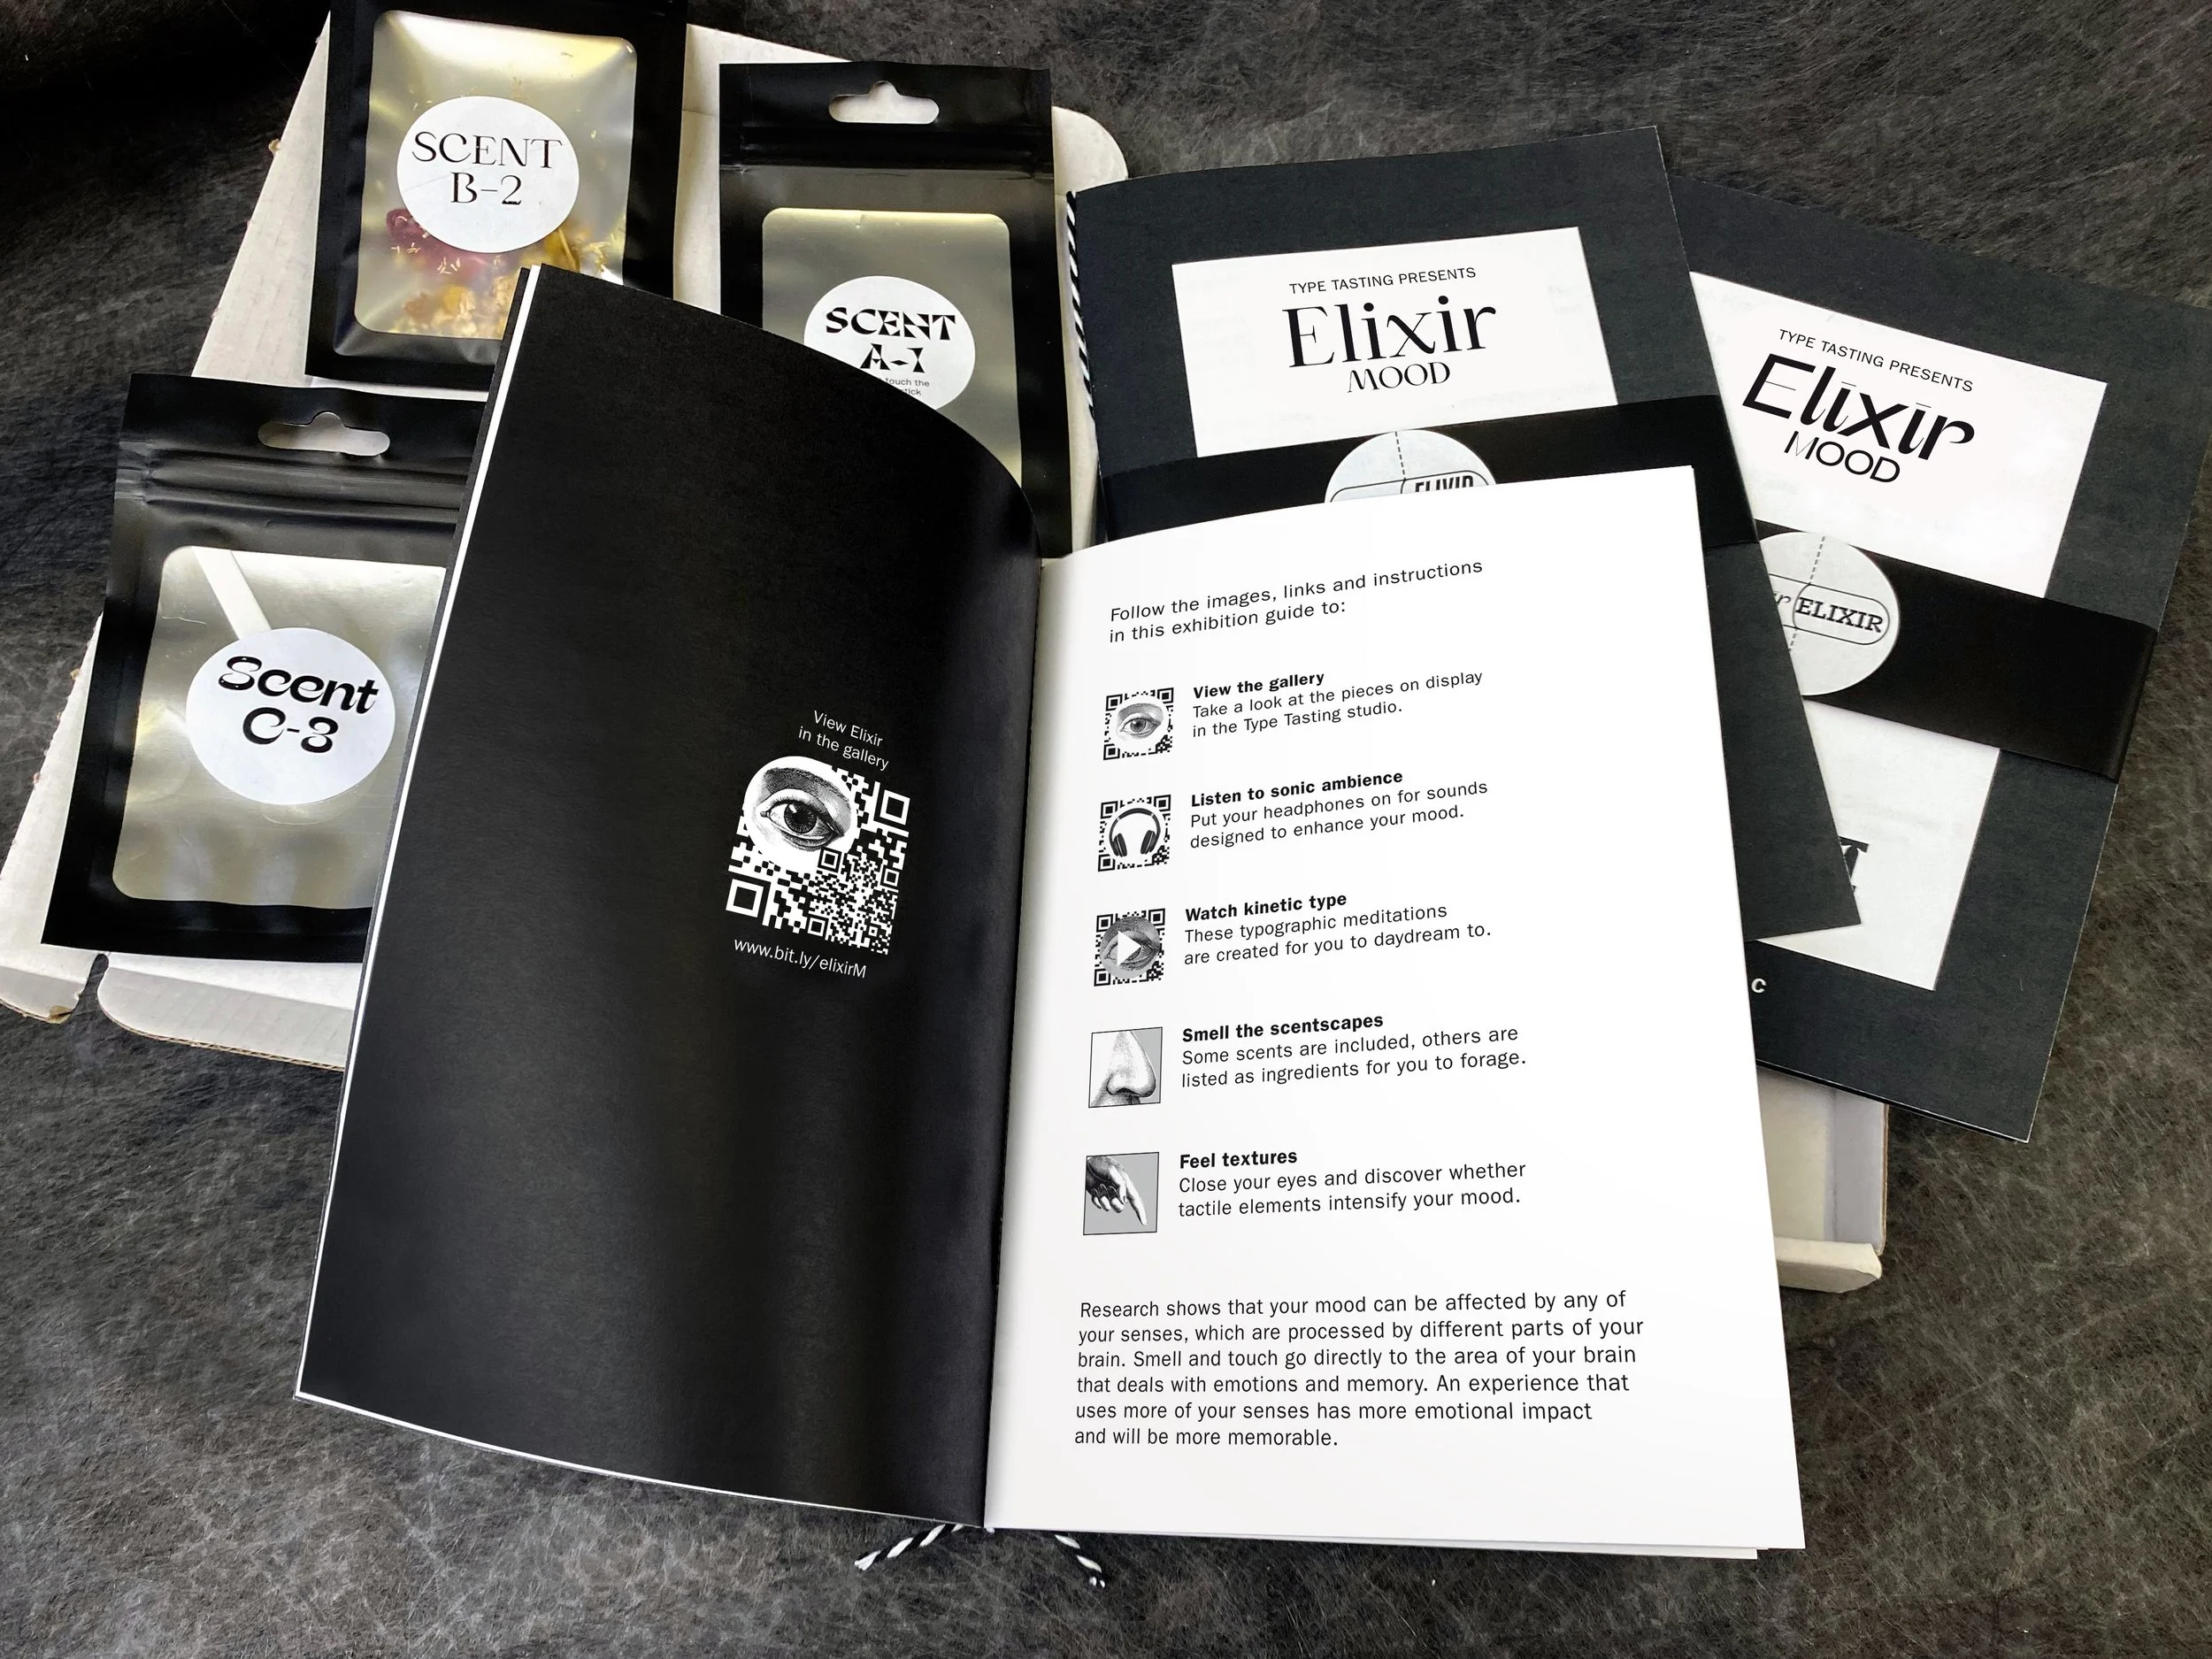 SCENT
B-2
SCENT
A-1
touch the
Scent
C-3
TYPE TASTING PRESENTS
Elixir
MOOD
TYPE TASTING PRESENTS
Elixir
MOOD
ELIXIR
C
View Elixir
in the gallery
www.bit.ly/elixirM
Follow the images, links and instructions
in this exhibition guide to:
View the gallery
Take a look at the pieces on display
in the Type Tasting studio.
Listen to sonic ambience
Put your headphones on for sounds
designed to enhance your mood.
Watch kinetic type
These typographic meditations
are created for you to daydream to.
Smell the scentscapes
Some scents are included, others are
listed as ingredients for you to forage.
Feel textures
Close your eyes and discover whether
tactile elements intensify your mood.
Research shows that your mood can be affected by any of
your senses, which are processed by different parts of your
brain. Smell and touch go directly to the area of your brain
that deals with emotions and memory. An experience that
uses more of your senses has more emotional impact
and will be more memorable.